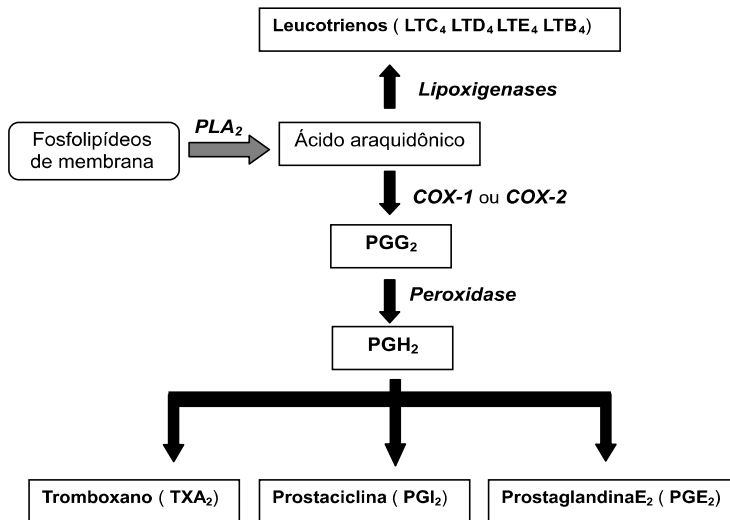 Leucotrienos ( LTC₄ LTD₄ LTE₄ LTB₄)
Lipoxigenases
Fosfolipídeos
de membrana
PLA₂
Ácido araquidônico
COX-1 ou COX-2
PGG₂
Peroxidase
PGH₂
Tromboxano ( TXA₂)
Prostaciclina ( PGI₂)
ProstaglandinaE₂ ( PGE₂)